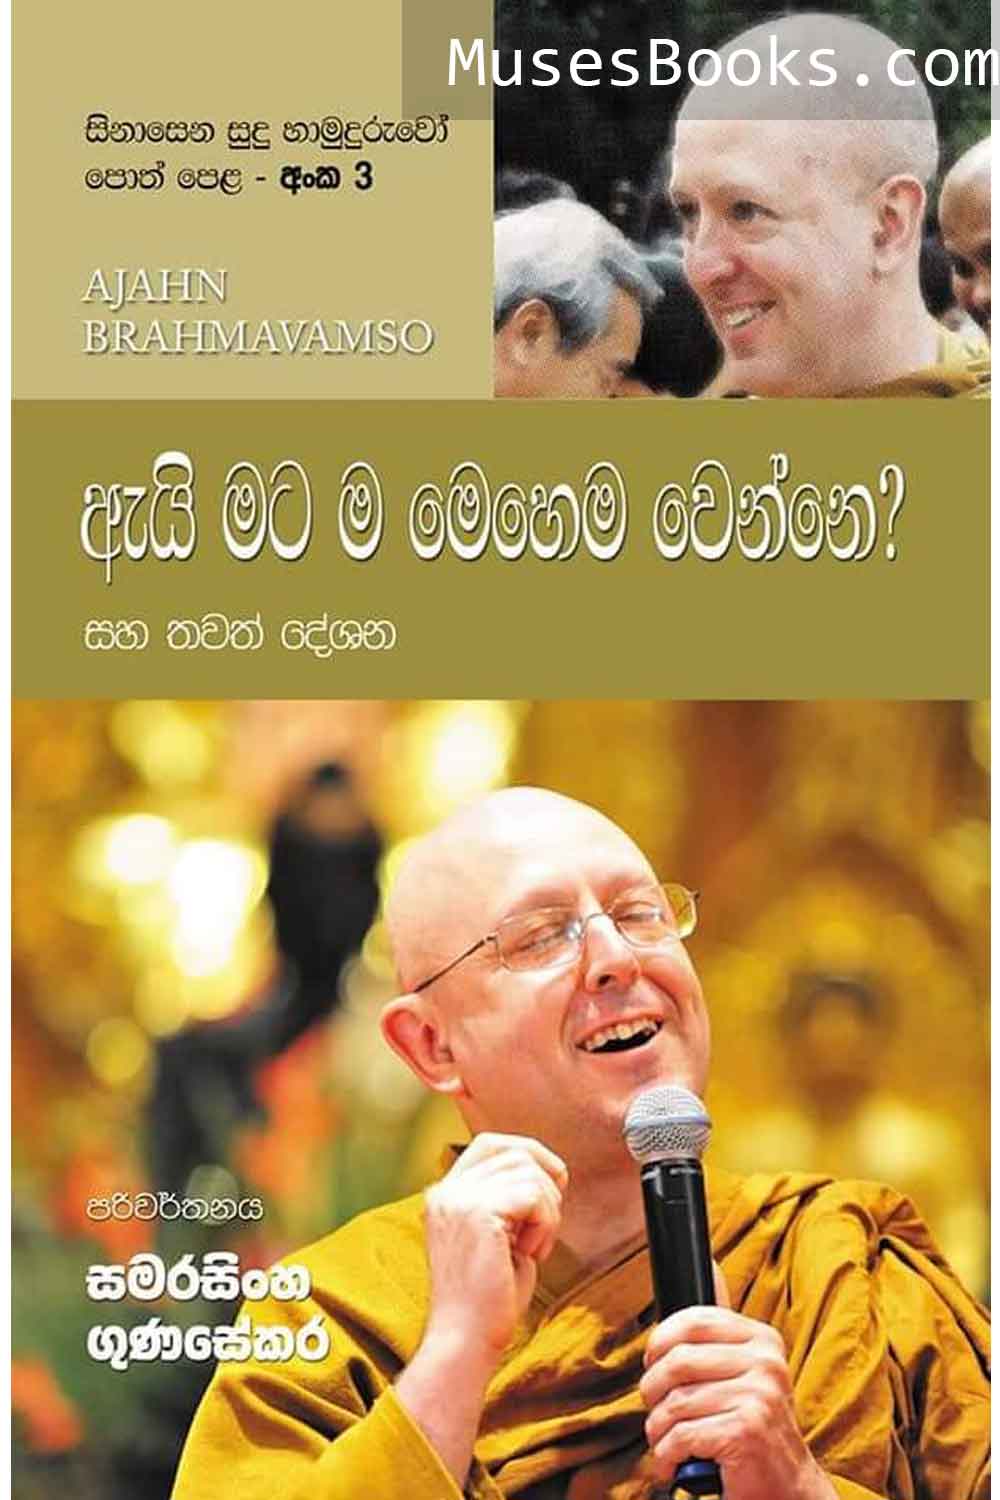 MusesBooks.com
සිනාසෙන සුදු හාමුදුරුවෝ
පොත් පෙළ - අංක 3
AJAHN
BRAHMAVAMSO
ඇයි මට ම මෙහෙම වෙන්නෙ?
සහ තවත් දේශන
පරිවර්තනය
සමරසිංහ
ගුණසේකර